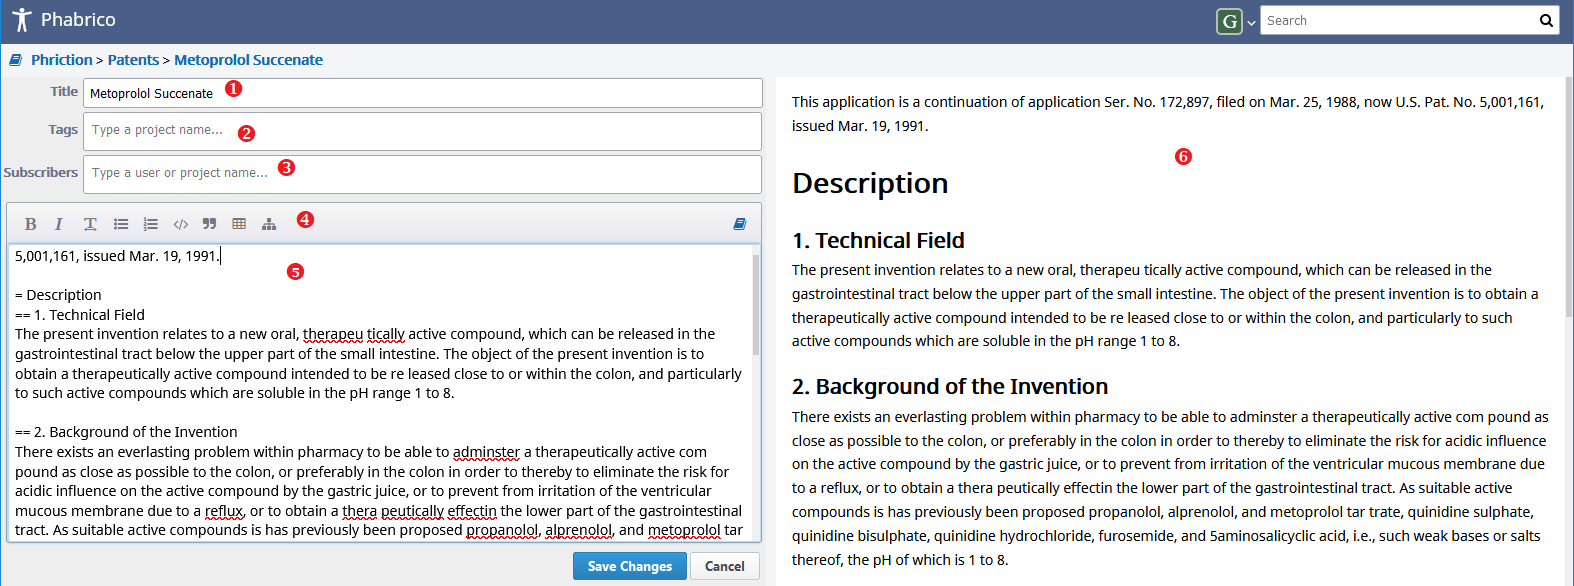 Phabrico
G
Search
Phriction > Patents > Metoprolol Succenate
Title
Metoprolol Succenate
1
Tags
Type a project name...
2
Subscribers
Type a user or project name...
3
B I T </>
4
5,001,161, issued Mar. 19, 1991.
5
= Description
== 1. Technical Field
The present invention relates to a new oral, therapeu tically active compound, which can be released in the
gastrointestinal tract below the upper part of the small intestine. The object of the present invention is to
obtain a therapeutically active compound intended to be re leased close to or within the colon, and particularly
to such active compounds which are soluble in the pH range 1 to 8.
== 2. Background of the Invention
There exists an everlasting problem within pharmacy to be able to adminster a therapeutically active com
pound as close as possible to the colon, or preferably in the colon in order to thereby to eliminate the risk for
acidic influence on the active compound by the gastric juice, or to prevent from irritation of the ventricular
mucous membrane due to a reflux, or to obtain a thera peutically effectin the lower part of the gastrointestinal
tract. As suitable active compounds is has previously been proposed propanolol, alprenolol, and metoprolol tar
Save Changes
Cancel
This application is a continuation of application Ser. No. 172,897, filed on Mar. 25, 1988, now U.S. Pat. No. 5,001,161,
issued Mar. 19, 1991.
6
Description
1. Technical Field
The present invention relates to a new oral, therapeu tically active compound, which can be released in the
gastrointestinal tract below the upper part of the small intestine. The object of the present invention is to obtain a
therapeutically active compound intended to be re leased close to or within the colon, and particularly to such
active compounds which are soluble in the pH range 1 to 8.
2. Background of the Invention
There exists an everlasting problem within pharmacy to be able to adminster a therapeutically active com pound as
close as possible to the colon, or preferably in the colon in order to thereby to eliminate the risk for acidic influence
on the active compound by the gastric juice, or to prevent from irritation of the ventricular mucous membrane due
to a reflux, or to obtain a thera peutically effectin the lower part of the gastrointestinal tract. As suitable active
compounds is has previously been proposed propanolol, alprenolol, and metoprolol tar trate, quinidine sulphate,
quinidine bisulphate, quinidine hydrochloride, furosemide, and 5aminosalicyclic acid, i.e., such weak bases or salts
thereof, the pH of which is 1 to 8.